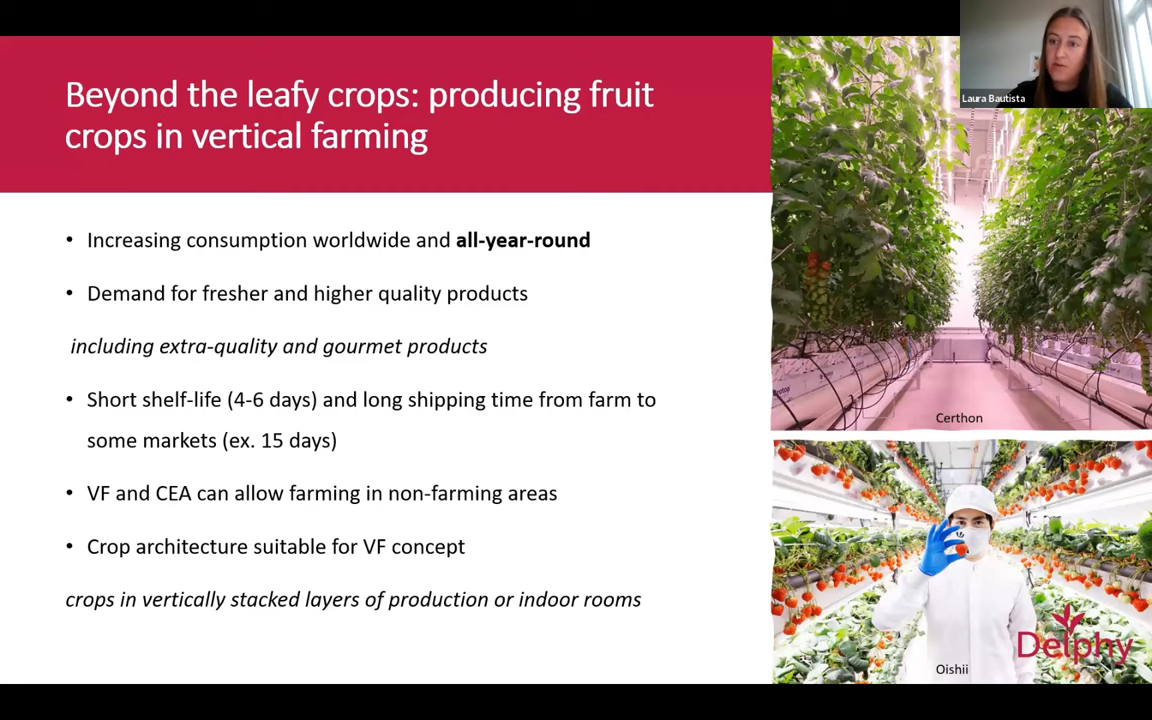 Beyond the leafy crops: producing fruit
crops in vertical farming
• Increasing consumption worldwide and all-year-round
• Demand for fresher and higher quality products
including extra-quality and gourmet products
• Short shelf-life (4-6 days) and long shipping time from farm to
some markets (ex. 15 days)
• VF and CEA can allow farming in non-farming areas
• Crop architecture suitable for VF concept
crops in vertically stacked layers of production or indoor rooms
Laura Bautista
Certhon
Delphy
Oishii